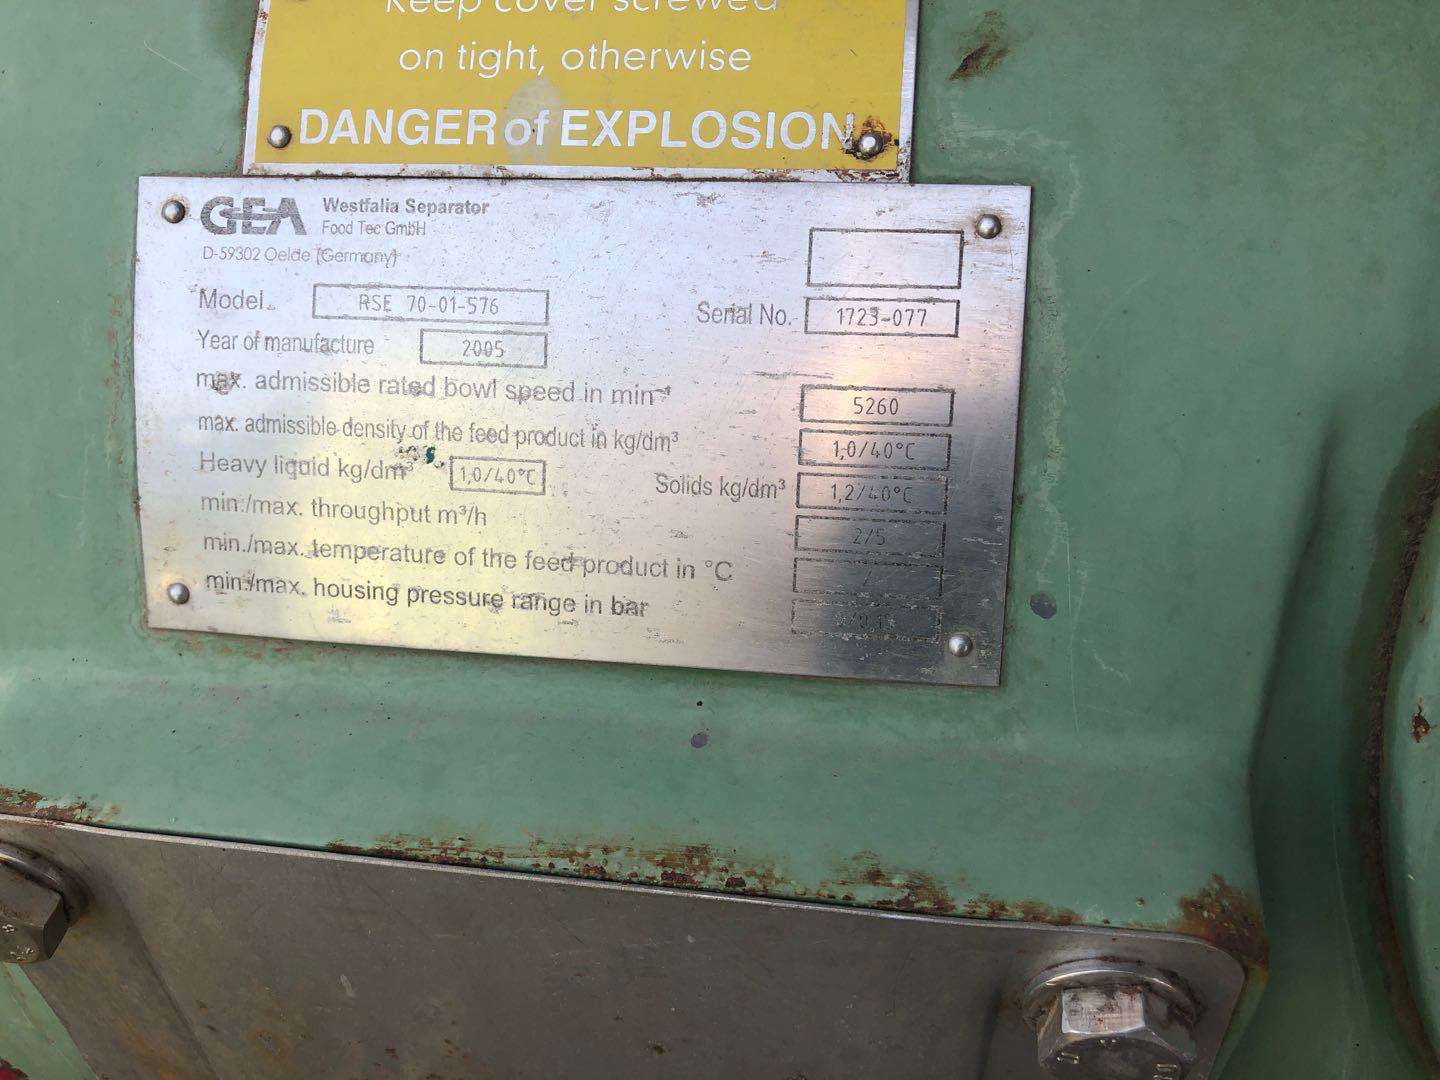 Keep cover screwed
on tight, otherwise
DANGER of EXPLOSION
GEA Westfalia Separator
Food Tec GmbH
D-59302 Oelde (Germany)
Model RSE 70-01-576
Serial No. 1723-077
Year of manufacture 2005
max. admissible rated bowl speed in min⁻¹ 5260
max. admissible density of the feed product in kg/dm³ 1,0/40°C
Heavy liquid kg/dm³ 1,0/40°C Solids kg/dm³ 1,2/40°C
min./max. throughput m³/h 2/5
min./max. temperature of the feed product in °C /
min./max. housing pressure range in bar